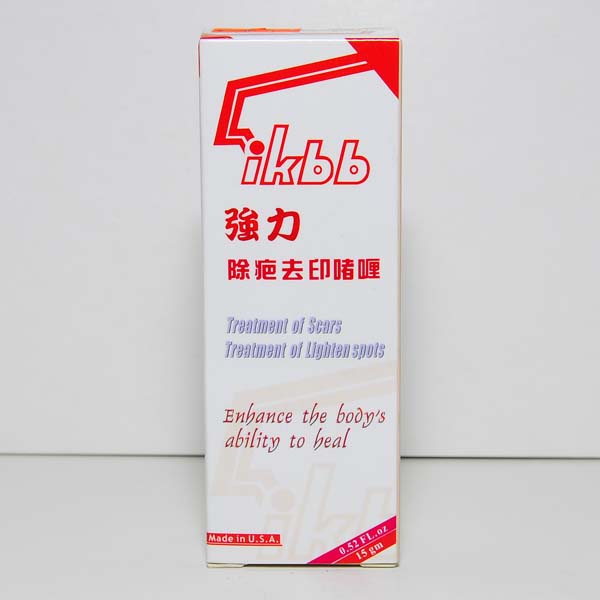 ikbb
強力
除疤去印啫喱
Treatment of Scars
Treatment of Lighten spots
Enhance the body's
ability to heal
ikbb
Made in U.S.A.
0.52 FL. oz
15 gm